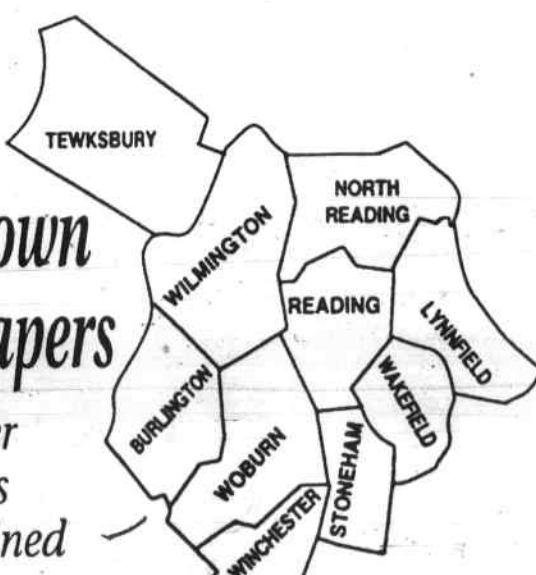 TEWKSBURY
NORTH
READING
WILMINGTON
READING
LYNNFIELD
WAKEFIELD
BURLINGTON
WOBURN
STONEHAM
WINCHESTER